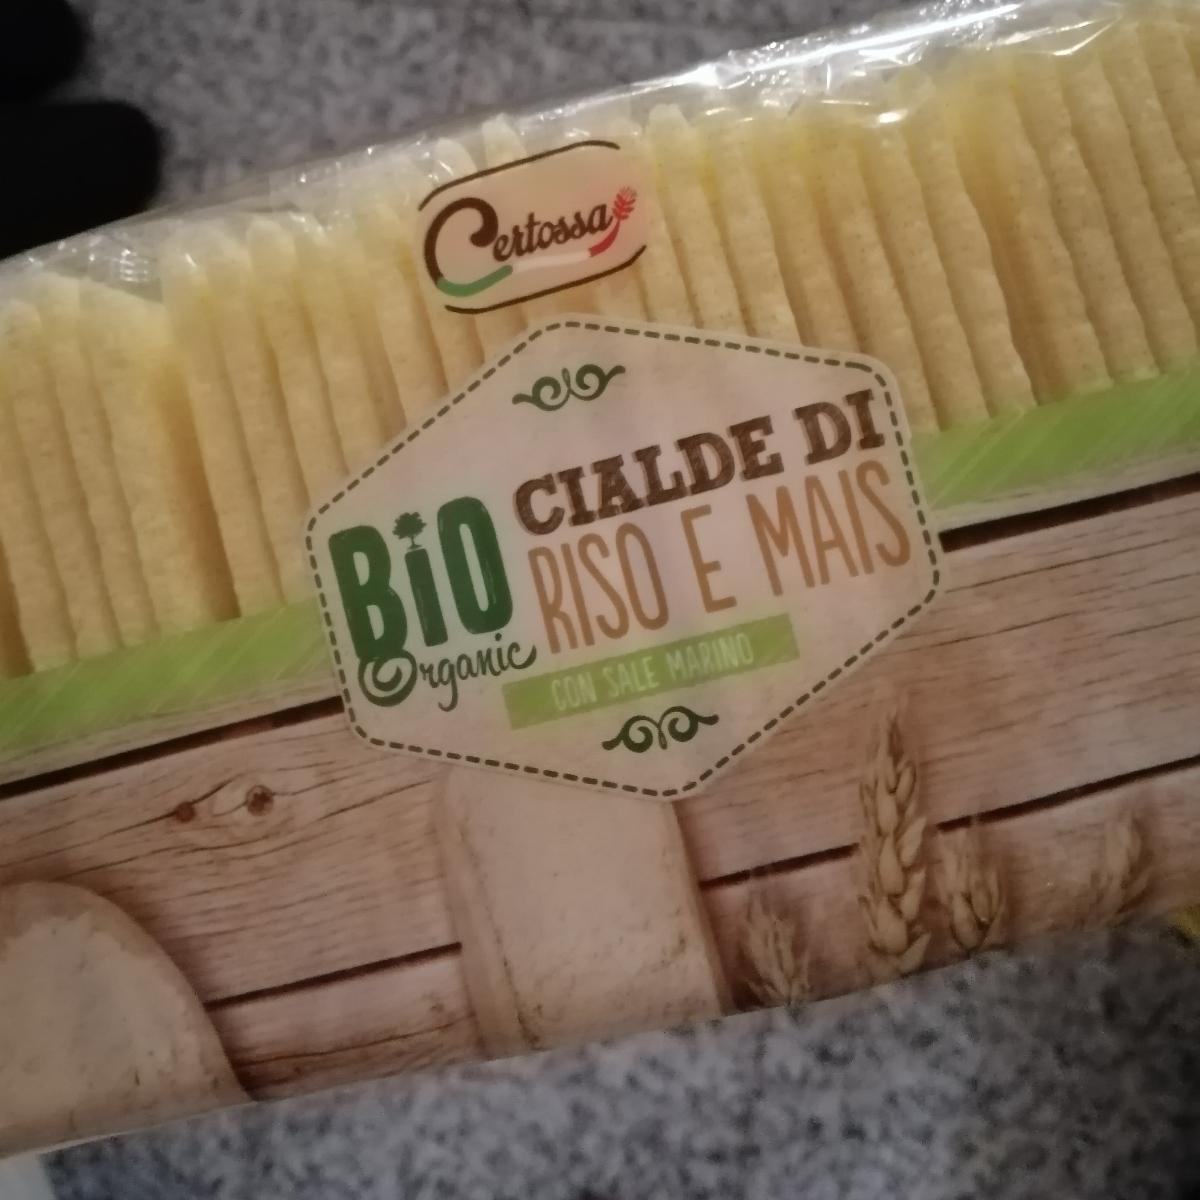 Certossa
BIO
Organic
CIALDE DI
RISO E MAIS
CON SALE MARINO